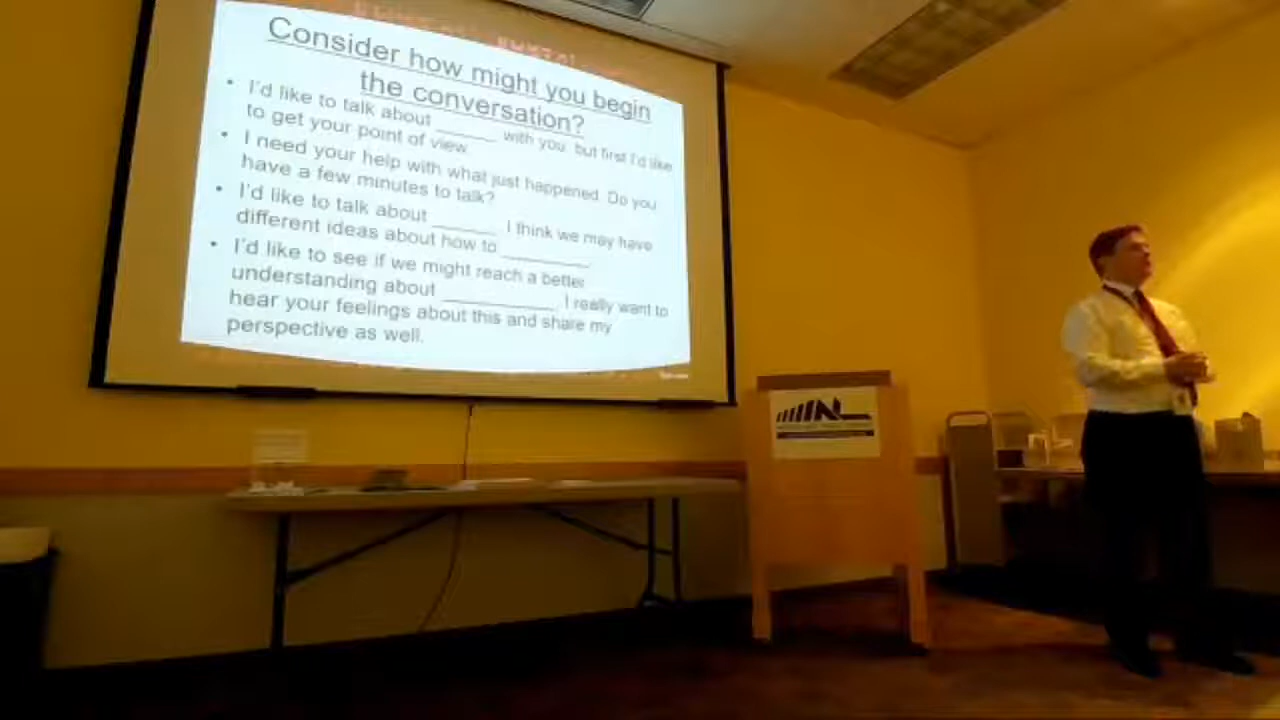 Consider how might you begin
the conversation?
• I'd like to talk about ______ with you, but first I'd like
to get your point of view.
• I need your help with what just happened. Do you
have a few minutes to talk?
• I'd like to talk about ______. I think we may have
different ideas about how to ________.
• I'd like to see if we might reach a better
understanding about __________. I really want to
hear your feelings about this and share my
perspective as well.